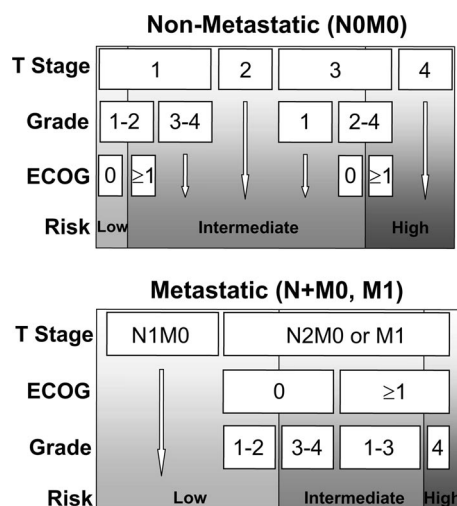 Non-Metastatic (N0M0)
T Stage 1 2 3 4
Grade 1-2 3-4 1 2-4
ECOG 0 ≥1 0 ≥1
Risk Low Intermediate High
Metastatic (N+M0, M1)
T Stage N1M0 N2M0 or M1
ECOG 0 ≥1
Grade 1-2 3-4 1-3 4
Risk Low Intermediate High